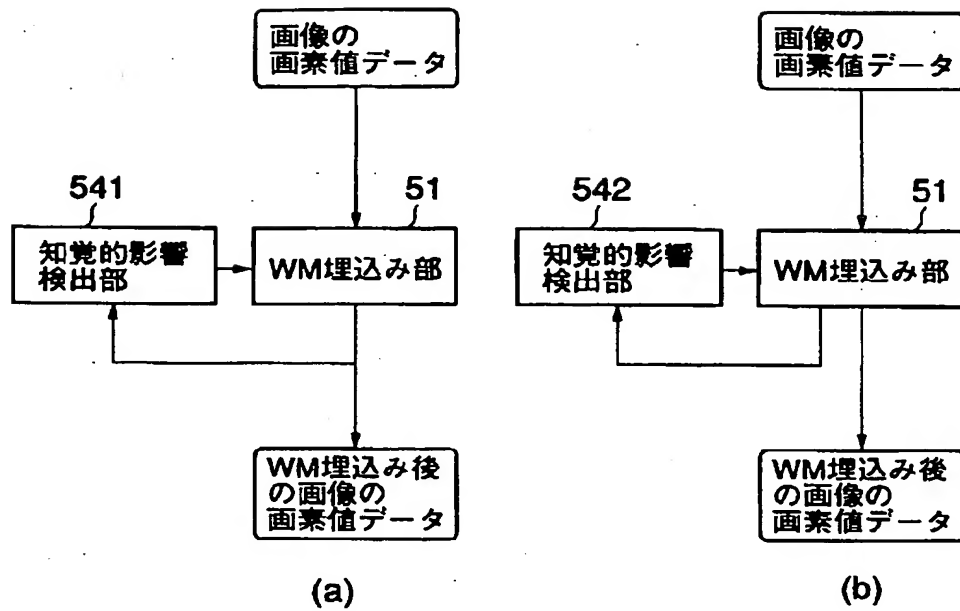 画像の
画素値データ
541
51
知覚的影響
検出部
WM埋込み部
WM埋込み後
の画像の
画素値データ
(a)
画像の
画素値データ
542
51
知覚的影響
検出部
WM埋込み部
WM埋込み後
の画像の
画素値データ
(b)